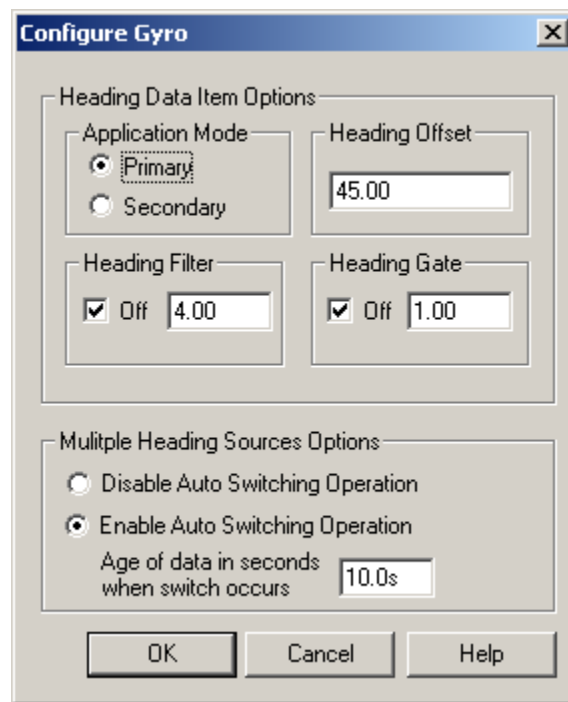 Configure Gyro
Heading Data Item Options
Application Mode
Primary
Secondary
Heading Offset
45.00
Heading Filter
Off 4.00
Heading Gate
Off 1.00
Mulitple Heading Sources Options
Disable Auto Switching Operation
Enable Auto Switching Operation
Age of data in seconds
when switch occurs
10.0s
OK Cancel Help